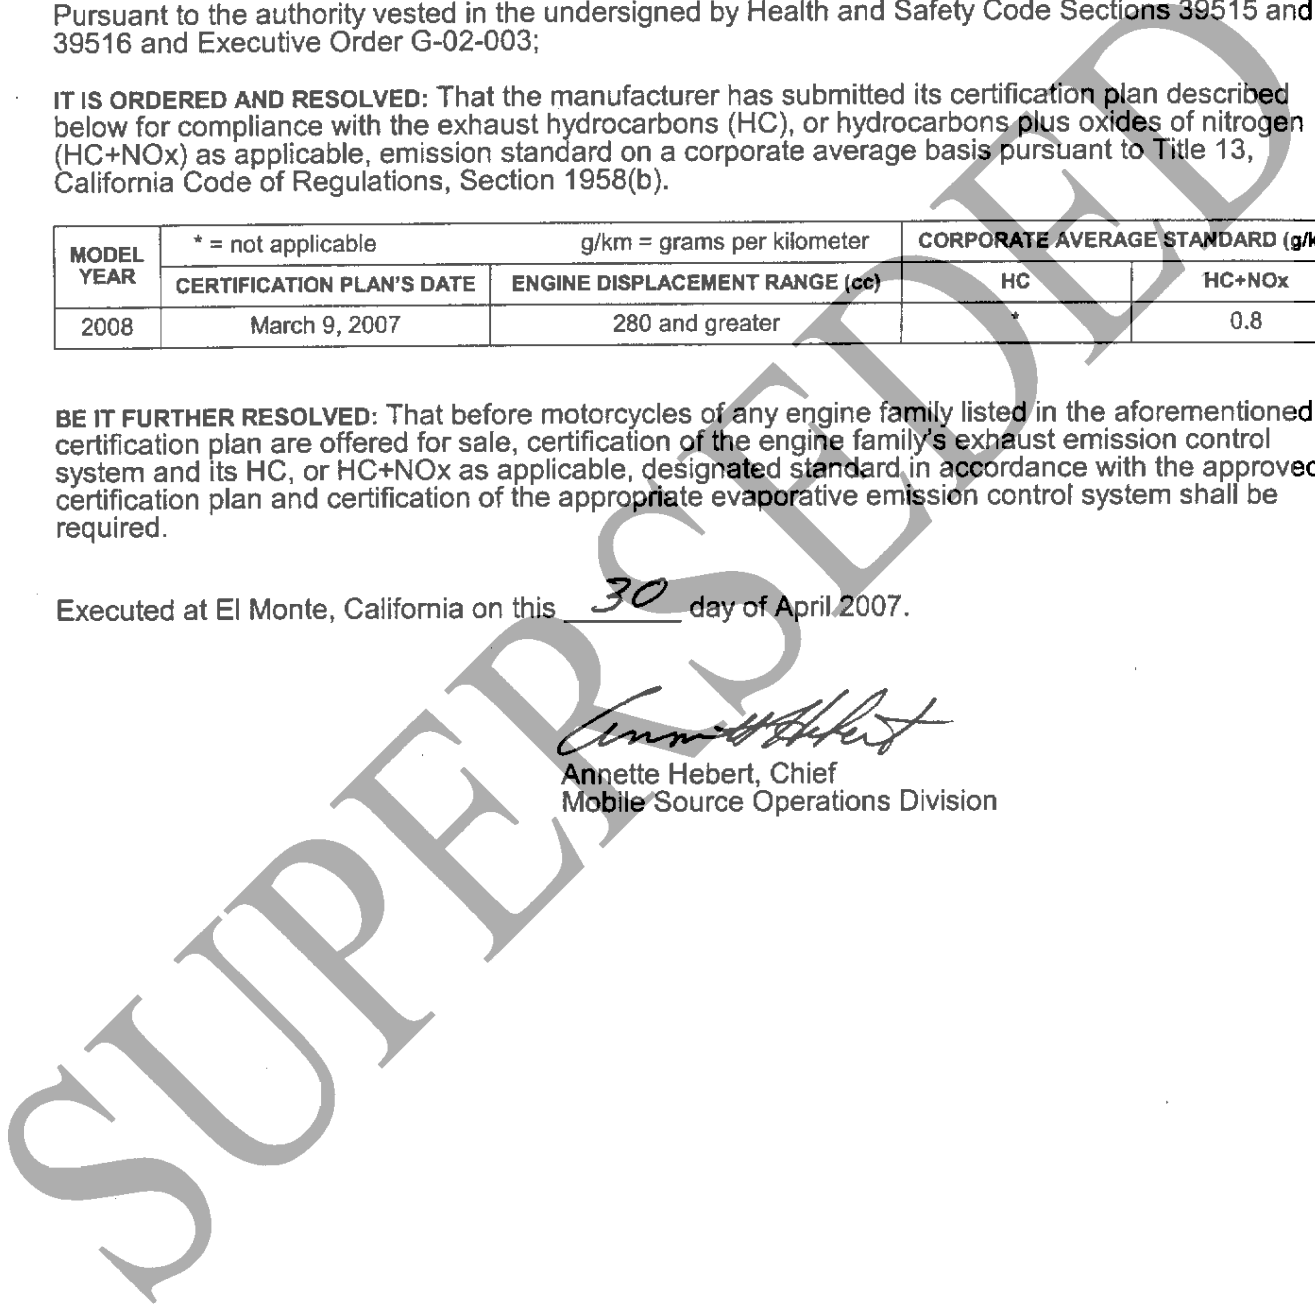 Pursuant to the authority vested in the undersigned by Health and Safety Code Sections 39515 and
39516 and Executive Order G-02-003;
IT IS ORDERED AND RESOLVED: That the manufacturer has submitted its certification plan described
below for compliance with the exhaust hydrocarbons (HC), or hydrocarbons plus oxides of nitrogen
(HC+NOx) as applicable, emission standard on a corporate average basis pursuant to Title 13,
California Code of Regulations, Section 1958(b).
MODEL YEAR * = not applicable g/km = grams per kilometer CORPORATE AVERAGE STANDARD (g/k
CERTIFICATION PLAN'S DATE ENGINE DISPLACEMENT RANGE (cc) HC HC+NOx
2008 March 9, 2007 280 and greater * 0.8
BE IT FURTHER RESOLVED: That before motorcycles of any engine family listed in the aforementioned
certification plan are offered for sale, certification of the engine family's exhaust emission control
system and its HC, or HC+NOx as applicable, designated standard in accordance with the approved
certification plan and certification of the appropriate evaporative emission control system shall be
required.
Executed at El Monte, California on this 30 day of April 2007.
Annette Hebert
Annette Hebert, Chief
Mobile Source Operations Division
SUPERSEDED